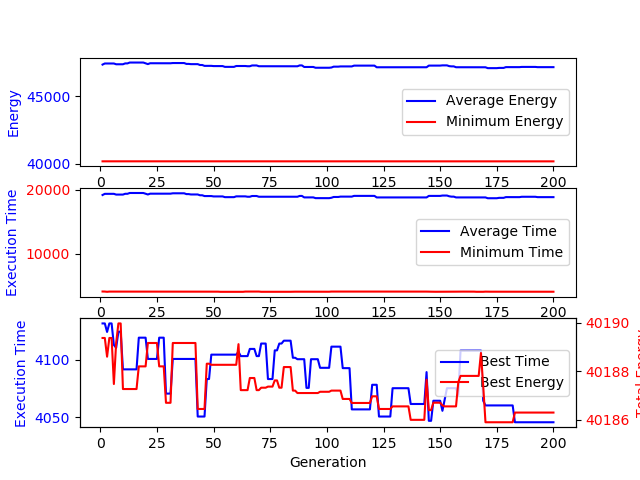 Energy
45000
40000
Average Energy
Minimum Energy
0 25 50 75 100 125 150 175 200
Execution Time
20000
10000
Average Time
Minimum Time
0 25 50 75 100 125 150 175 200
Execution Time
4100
4050
Best Time
Best Energy
40190
40188
40186
Total Energy
0 25 50 75 100 125 150 175 200
Generation